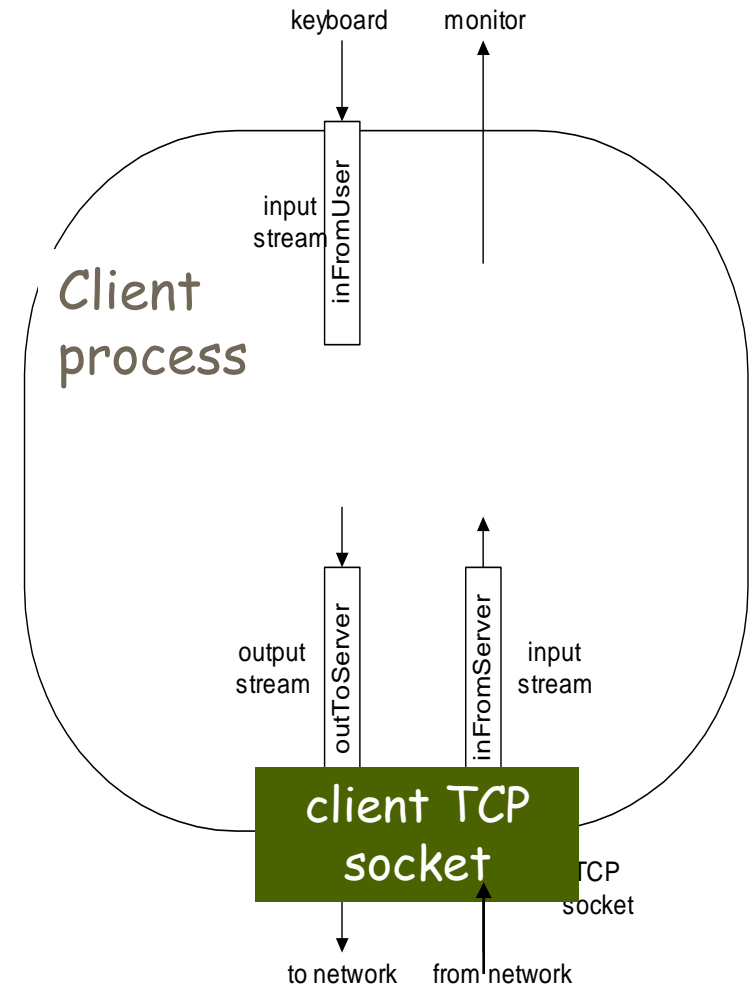 keyboard
monitor
input
stream
inFromUser
Client
process
output
stream
outToServer
inFromServer
input
stream
client TCP
socket
TCP
socket
to network
from network